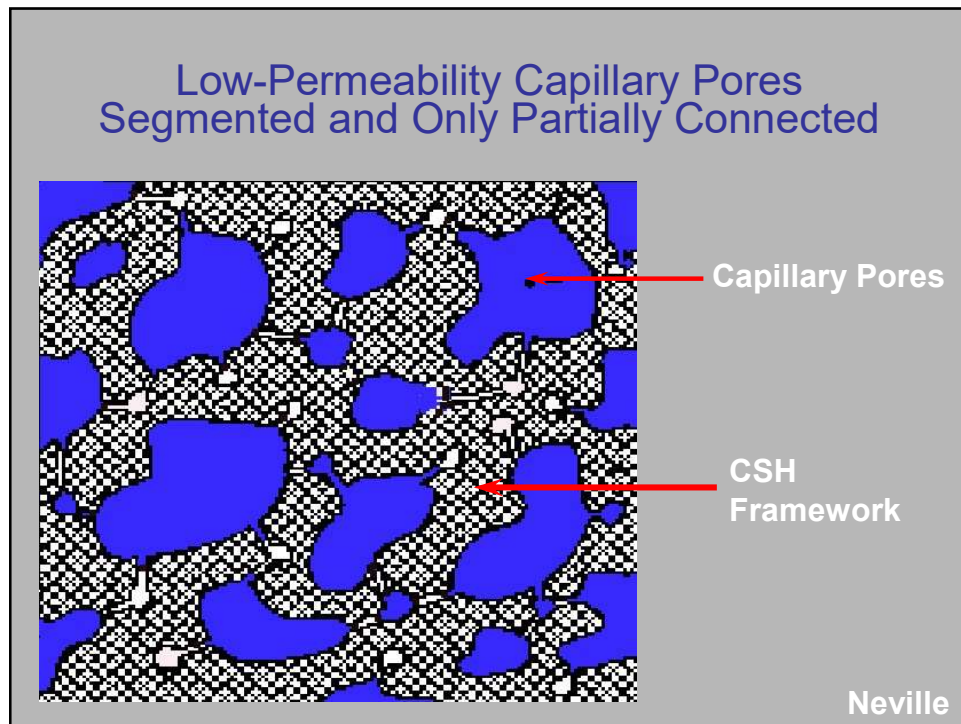 Low-Permeability Capillary Pores
Segmented and Only Partially Connected
Capillary Pores
CSH
Framework
Neville